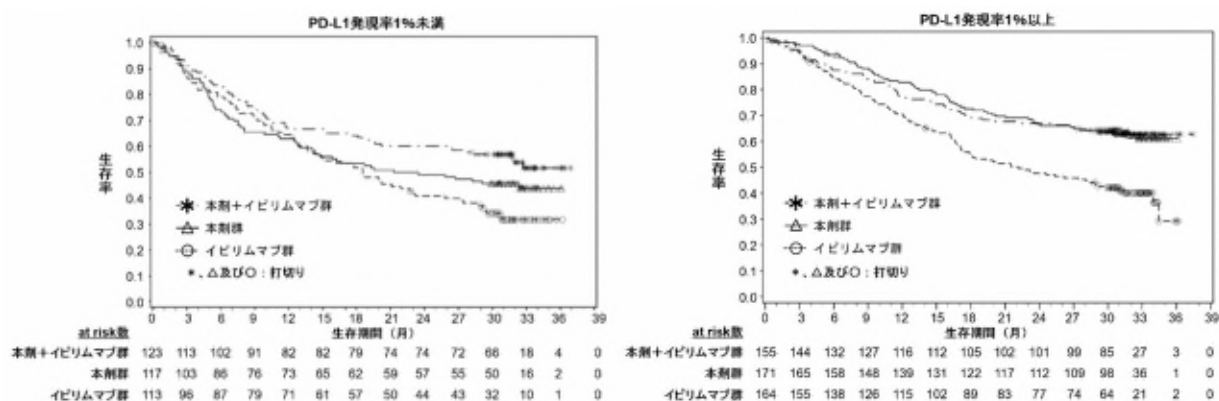 PD-L1発現率1%未満
1.0
0.9
0.8
0.7
0.6
0.5
0.4
0.3
0.2
0.1
0.0
生存率
本剤+イピリムマブ群
本剤群
イピリムマブ群
*、△及び○:打切り
0 3 6 9 12 15 18 21 24 27 30 33 36 39
at risk数
生存期間(月)
本剤+イピリムマブ群 123 113 102 91 82 82 79 74 74 72 66 18 4 0
本剤群 117 103 86 76 73 65 62 59 57 55 50 16 2 0
イピリムマブ群 113 96 87 79 71 61 57 50 44 43 32 10 1 0
PD-L1発現率1%以上
1.0
0.9
0.8
0.7
0.6
0.5
0.4
0.3
0.2
0.1
0.0
生存率
本剤+イピリムマブ群
本剤群
イピリムマブ群
*、△及び○:打切り
0 3 6 9 12 15 18 21 24 27 30 33 36 39
at risk数
生存期間(月)
本剤+イピリムマブ群 155 144 132 127 116 112 105 102 101 99 85 27 3 0
本剤群 171 165 158 148 139 131 122 117 112 109 98 36 1 0
イピリムマブ群 164 155 138 126 115 102 89 83 77 74 64 21 2 0